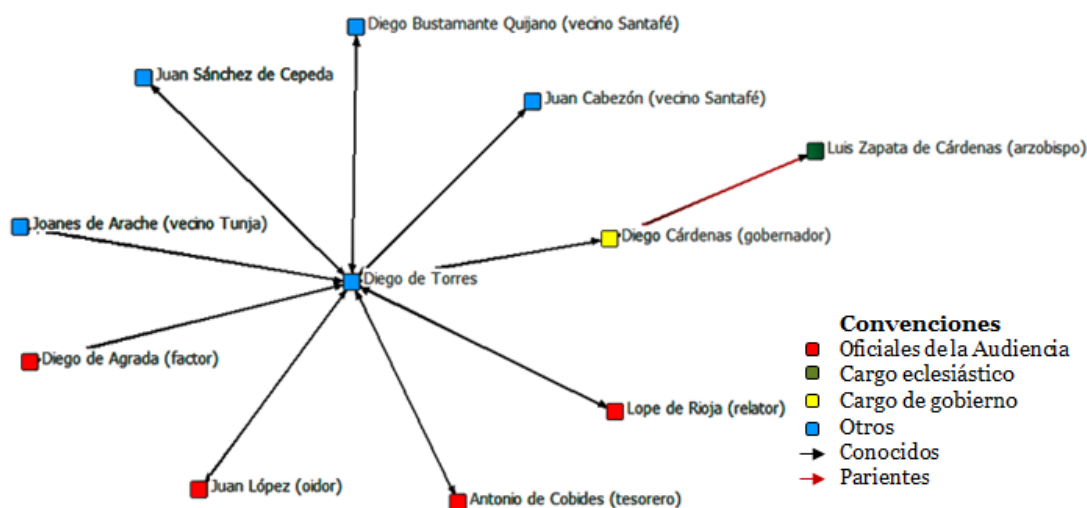 Diego Bustamante Quijano (vecino Santafé)
Juan Sánchez de Cepeda
Juan Cabezón (vecino Santafé)
Luis Zapata de Cárdenas (arzobispo)
Joanes de Arache (vecino Tunja)
Diego Cárdenas (gobernador)
Diego de Torres
Diego de Agrada (factor)
Lope de Rioja (relator)
Juan López (oidor)
Antonio de Cobides (tesorero)
Convenciones
Oficiales de la Audiencia
Cargo eclesiástico
Cargo de gobierno
Otros
Conocidos
Parientes